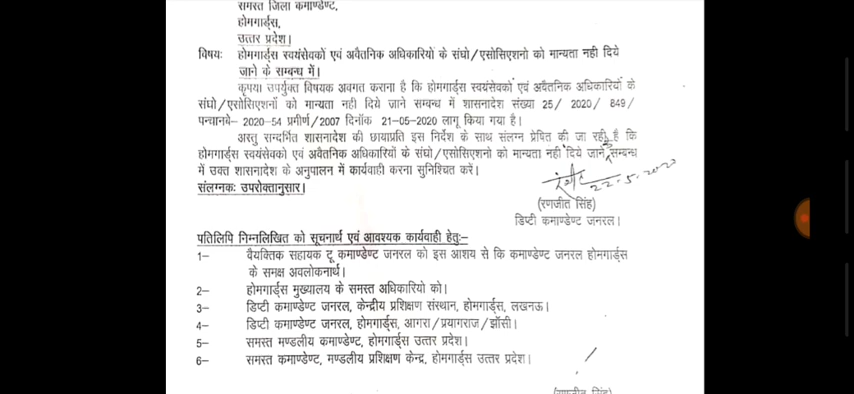 समस्त जिला कमाण्डेण्ट,
होमगार्ड्स,
उत्तर प्रदेश।
विषयः होमगार्ड्स स्वयंसेवकों एवं अवैतनिक अधिकारियों के संघो/एसोसिएशनो को मान्यता नही दिये
जाने के सम्बन्ध में।
कृपया उपर्युक्त विषयक अवगत कराना है कि होमगार्ड्स स्वयंसेवकों एवं अवैतनिक अधिकारियों के
संघो/एसोसिएशनों को मान्यता नही दिये जाने सम्बन्ध में शासनादेश संख्या 25/ 2020/ 849/
पन्चानबे- 2020-54 प्रगीर्ण/2007 दिनॉक 21-05-2020 लागू किया गया है।
अस्तु सन्दर्भित शासनादेश की छायाप्रति इस निर्देश के साथ संलग्न प्रेषित की जा रही है कि
होमगार्ड्स स्वयंसेवकों एवं अवैतनिक अधिकारियों के संघो/एसोसिएशनो को मान्यता नही दिये जाने के सम्बन्ध
में उक्त शासनादेश के अनुपालन में कार्यवाही करना सुनिश्चित करें।
संलग्नकः उपरोक्तानुसार।
22-5-2020
(रणजीत सिंह)
डिप्टी कमाण्डेण्ट जनरल।
पतिलिपि निम्नलिखित को सूचनार्थ एवं आवश्यक कार्यवाही हेतुः–
1– वैयक्तिक सहायक टू कमाण्डेण्ट जनरल को इस आशय से कि कमाण्डेण्ट जनरल होमगार्ड्स
के समक्ष अवलोकनार्थ।
2– होमगार्ड्स मुख्यालय के समस्त अधिकारियो को।
3– डिप्टी कमाण्डेण्ट जनरल, केन्द्रीय प्रशिक्षण संस्थान, होमगार्ड्स, लखनऊ।
4– डिप्टी कमाण्डेण्ट जनरल, होमगार्ड्स, आगरा/प्रयागराज/झॉसी।
5– समस्त मण्डलीय कमाण्डेण्ट, होमगार्ड्स उत्तर प्रदेश।
6– समस्त कमाण्डेण्ट, मण्डलीय प्रशिक्षण केन्द्र, होमगार्ड्स उत्तर प्रदेश।
(रणजीत सिंह)